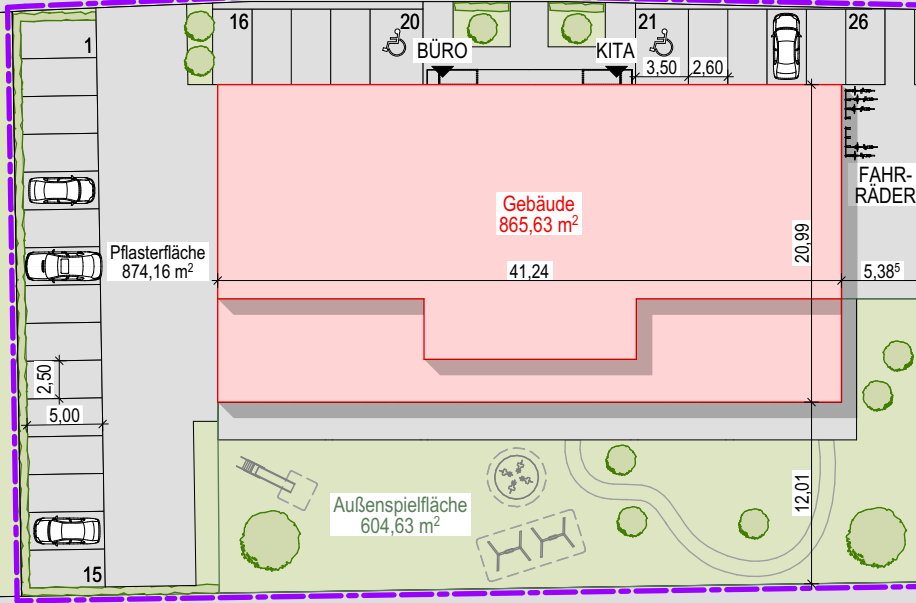 1
16
20
21
26
BÜRO
KITA
3,50
2,60
FAHR-
RÄDER
Gebäude
865,63 m²
20,99
Pflasterfläche
874,16 m²
41,24
5,38⁵
2,50
5,00
Außenspielfläche
604,63 m²
12,01
15